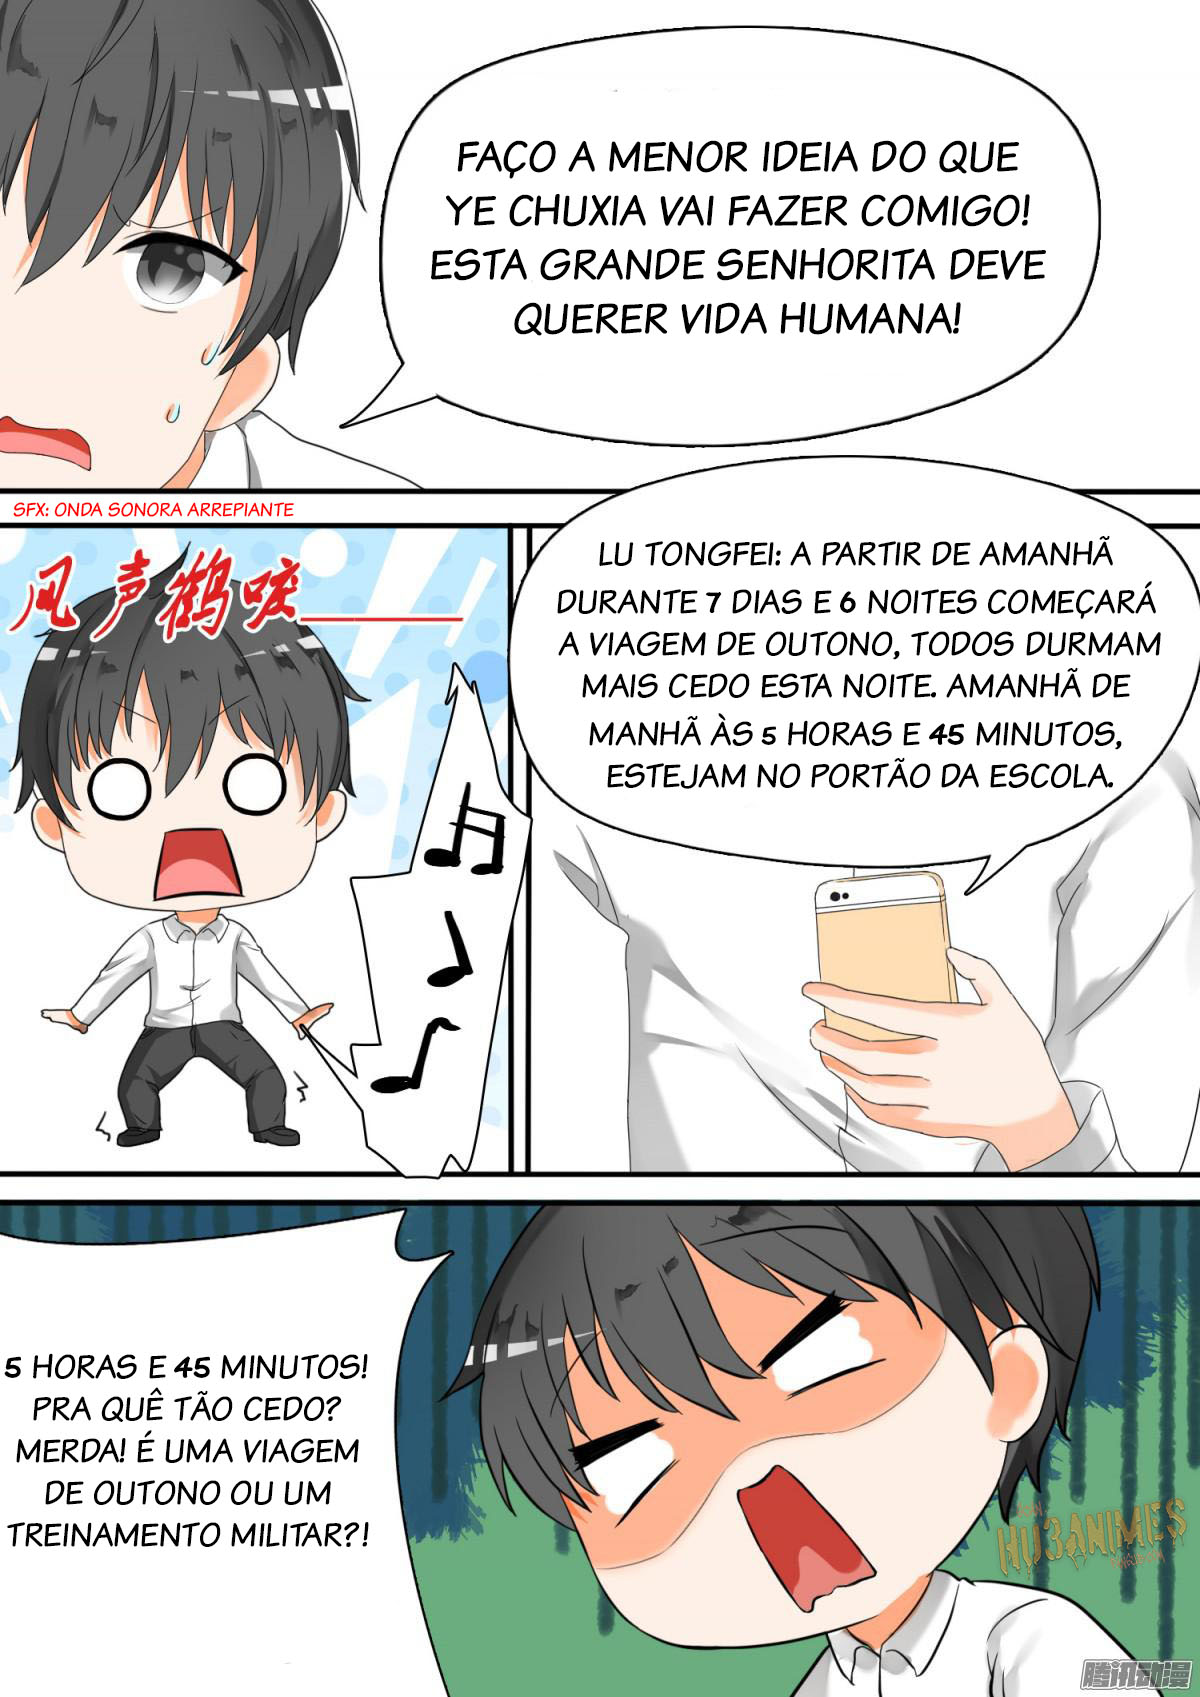 FAÇO A MENOR IDEIA DO QUE
YE CHUXIA VAI FAZER COMIGO!
ESTA GRANDE SENHORITA DEVE
QUERER VIDA HUMANA!
SFX: ONDA SONORA ARREPIANTE
风声鹤唳
LU TONGFEI: A PARTIR DE AMANHÃ
DURANTE 7 DIAS E 6 NOITES COMEÇARÁ
A VIAGEM DE OUTONO, TODOS DURMAM
MAIS CEDO ESTA NOITE. AMANHÃ DE
MANHÃ ÀS 5 HORAS E 45 MINUTOS,
ESTEJAM NO PORTÃO DA ESCOLA.
5 HORAS E 45 MINUTOS!
PRA QUÊ TÃO CEDO?
MERDA! É UMA VIAGEM
DE OUTONO OU UM
TREINAMENTO MILITAR?!
HU3ANIMES
腾讯动漫